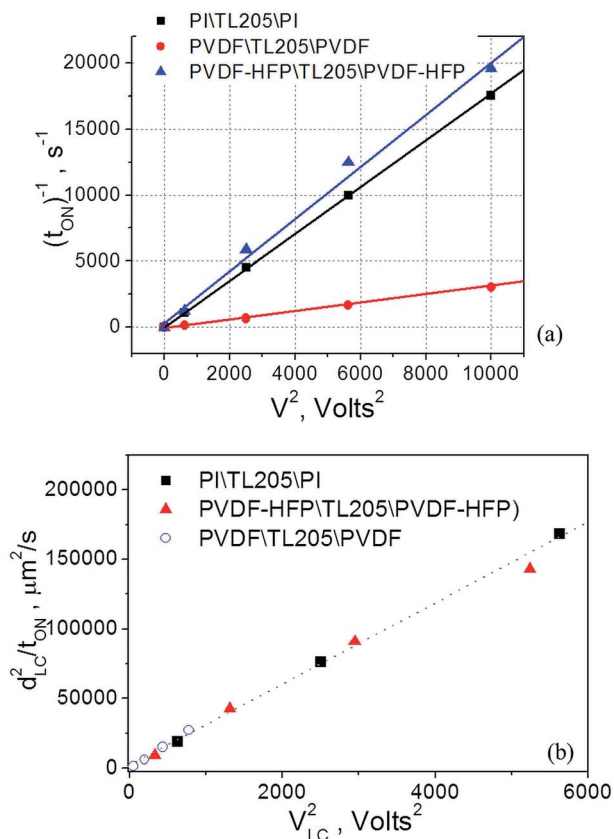 PI\TL205\PI
PVDF\TL205\PVDF
PVDF-HFP\TL205\PVDF-HFP
20000
15000
10000
5000
0
(t_ON)^-1, s^-1
0 2000 4000 6000 8000 10000
V^2, Volts^2
(a)
PI\TL205\PI
PVDF-HFP\TL205\PVDF-HFP)
PVDF\TL205\PVDF
200000
150000
100000
50000
0
d^2_LC/t_ON , μm^2/s
0 2000 4000 6000
V^2_LC, Volts^2
(b)